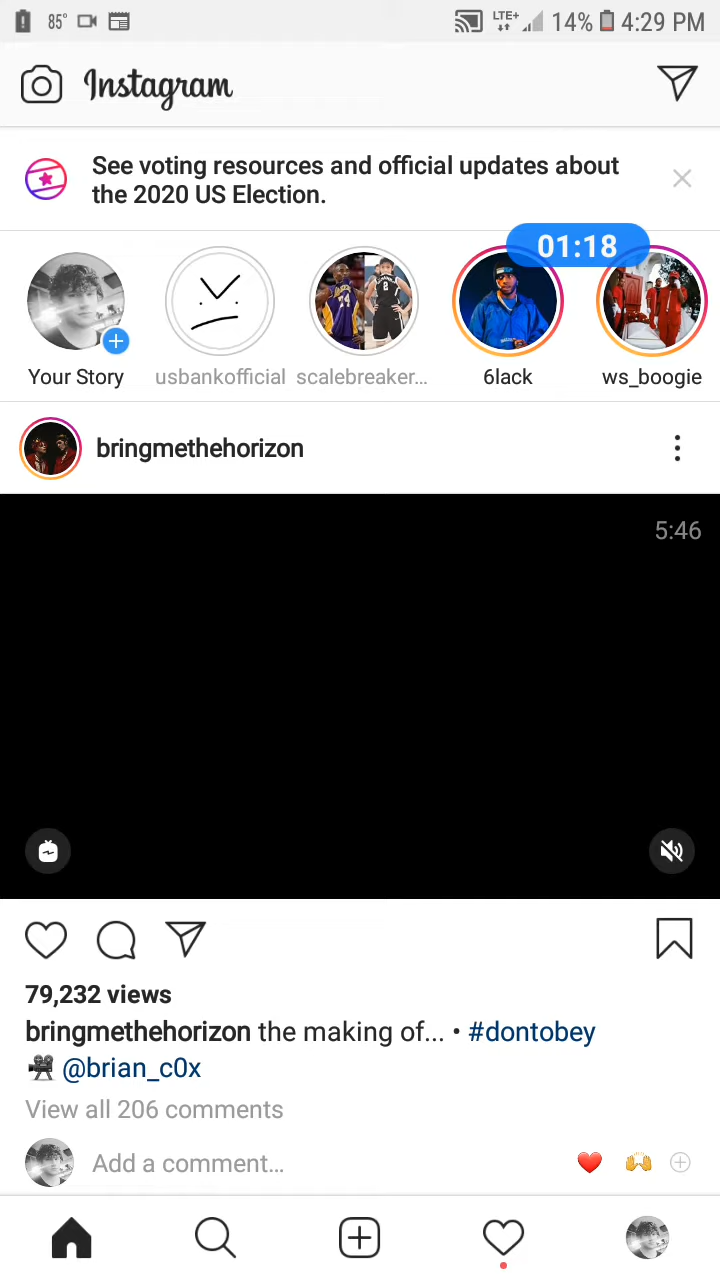 85° LTE+ 14% 4:29 PM
Instagram
See voting resources and official updates about
the 2020 US Election.
01:18
Your Story usbankofficial scalebreaker... 6lack ws_boogie
bringmethehorizon
5:46
79,232 views
bringmethehorizon the making of... • #dontobey
🎥 @brian_c0x
View all 206 comments
Add a comment... ❤️ 🙌